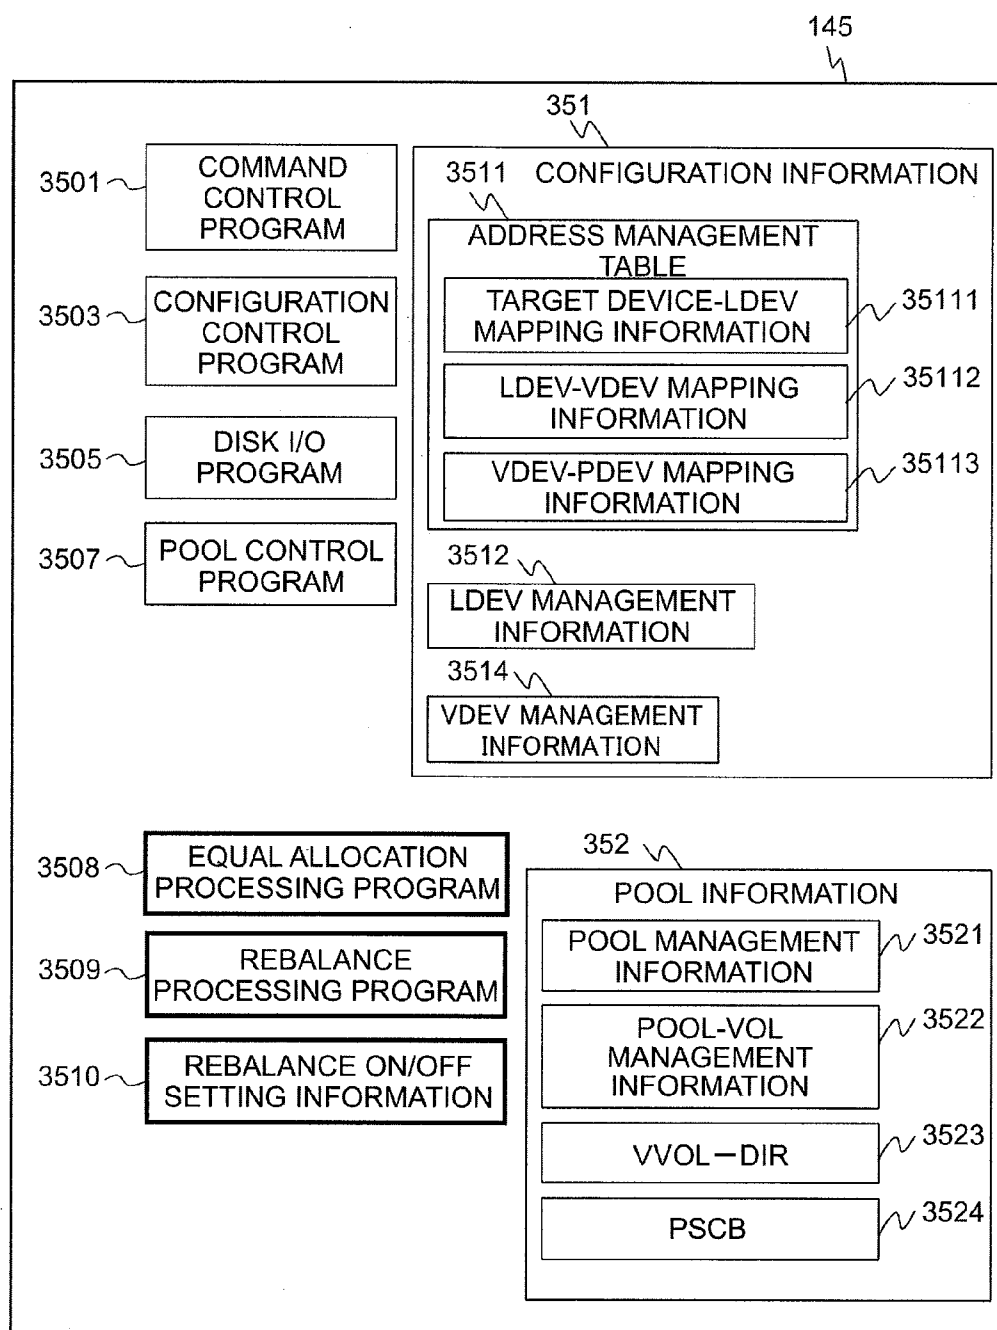 145
351
3501
COMMAND
CONTROL
PROGRAM
3511
CONFIGURATION INFORMATION
ADDRESS MANAGEMENT
TABLE
3503
CONFIGURATION
CONTROL
PROGRAM
TARGET DEVICE-LDEV
MAPPING INFORMATION
35111
LDEV-VDEV MAPPING
INFORMATION
35112
3505
DISK I/O
PROGRAM
VDEV-PDEV MAPPING
INFORMATION
35113
3507
POOL CONTROL
PROGRAM
3512
LDEV MANAGEMENT
INFORMATION
3514
VDEV MANAGEMENT
INFORMATION
3508
EQUAL ALLOCATION
PROCESSING PROGRAM
352
POOL INFORMATION
3509
REBALANCE
PROCESSING PROGRAM
POOL MANAGEMENT
INFORMATION
3521
3510
REBALANCE ON/OFF
SETTING INFORMATION
POOL-VOL
MANAGEMENT
INFORMATION
3522
VVOL－DIR
3523
PSCB
3524